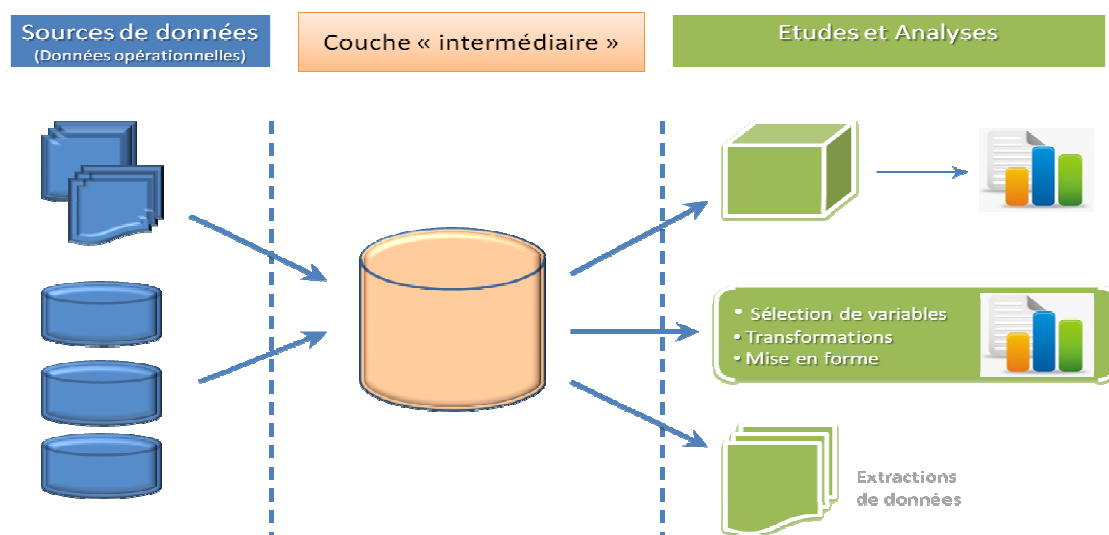 Sources de données
(Données opérationnelles)
Couche « intermédiaire »
Etudes et Analyses
• Sélection de variables
• Transformations
• Mise en forme
Extractions
de données